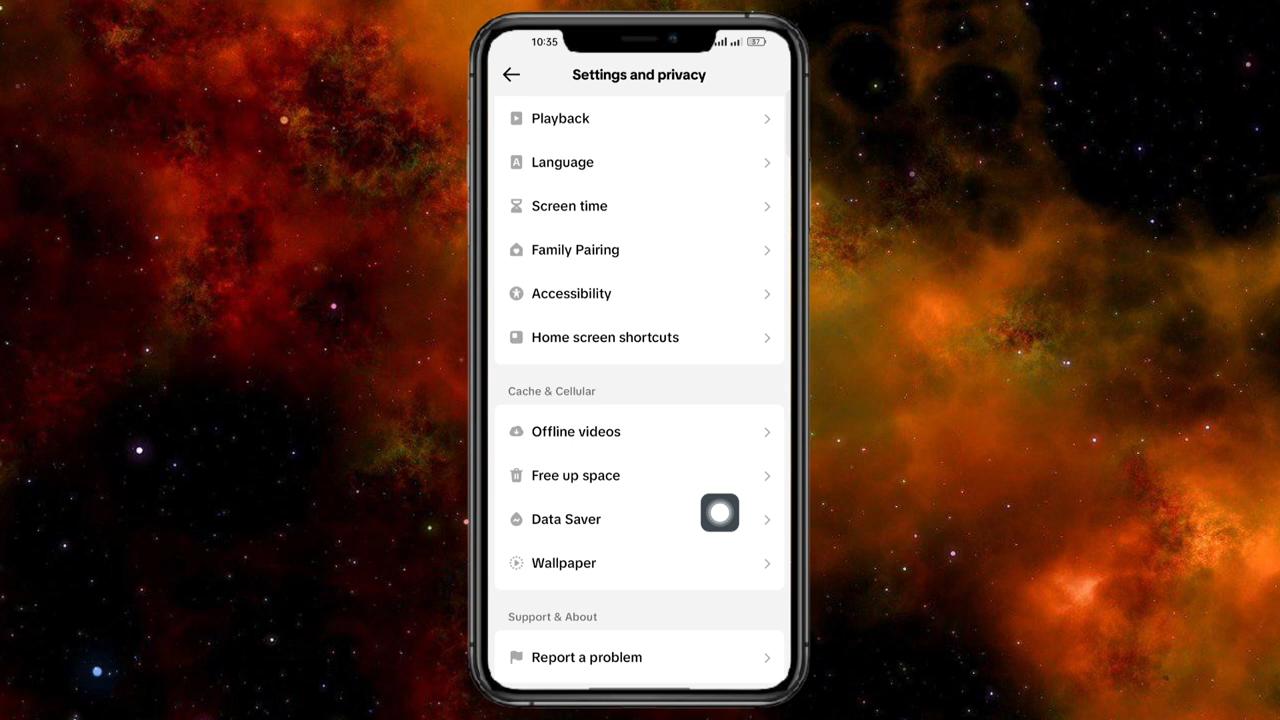 10:35
37
Settings and privacy
Playback
Language
Screen time
Family Pairing
Accessibility
Home screen shortcuts
Cache & Cellular
Offline videos
Free up space
Data Saver
Wallpaper
Support & About
Report a problem